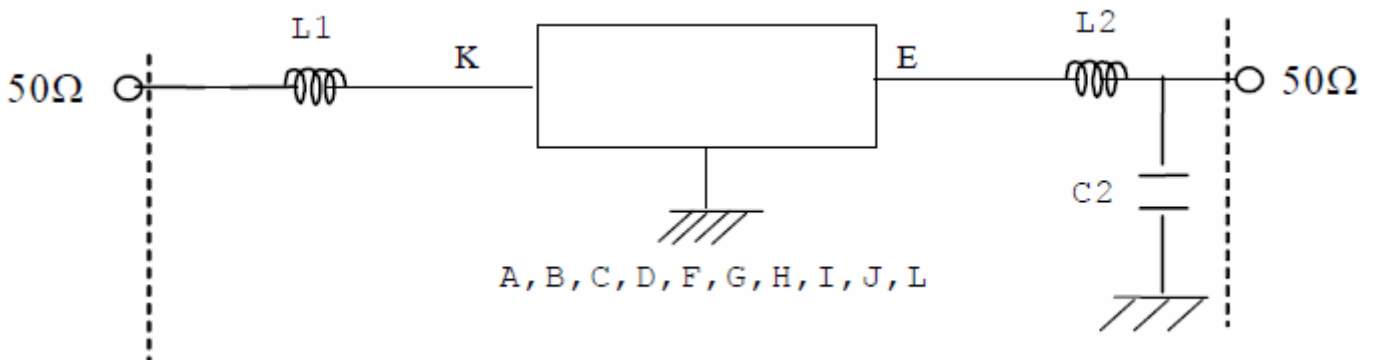 L1
L2
K
E
50Ω
50Ω
C2
A,B,C,D,F,G,H,I,J,L